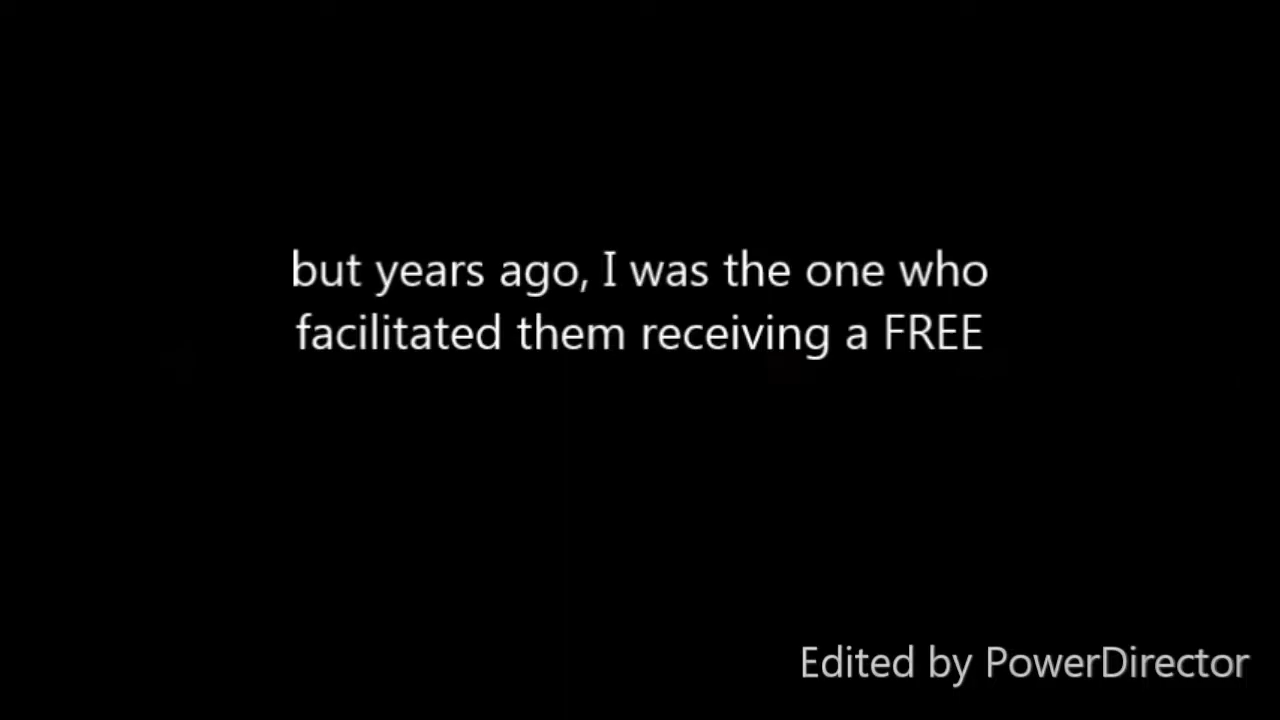 but years ago, I was the one who
facilitated them receiving a FREE
Edited by PowerDirector